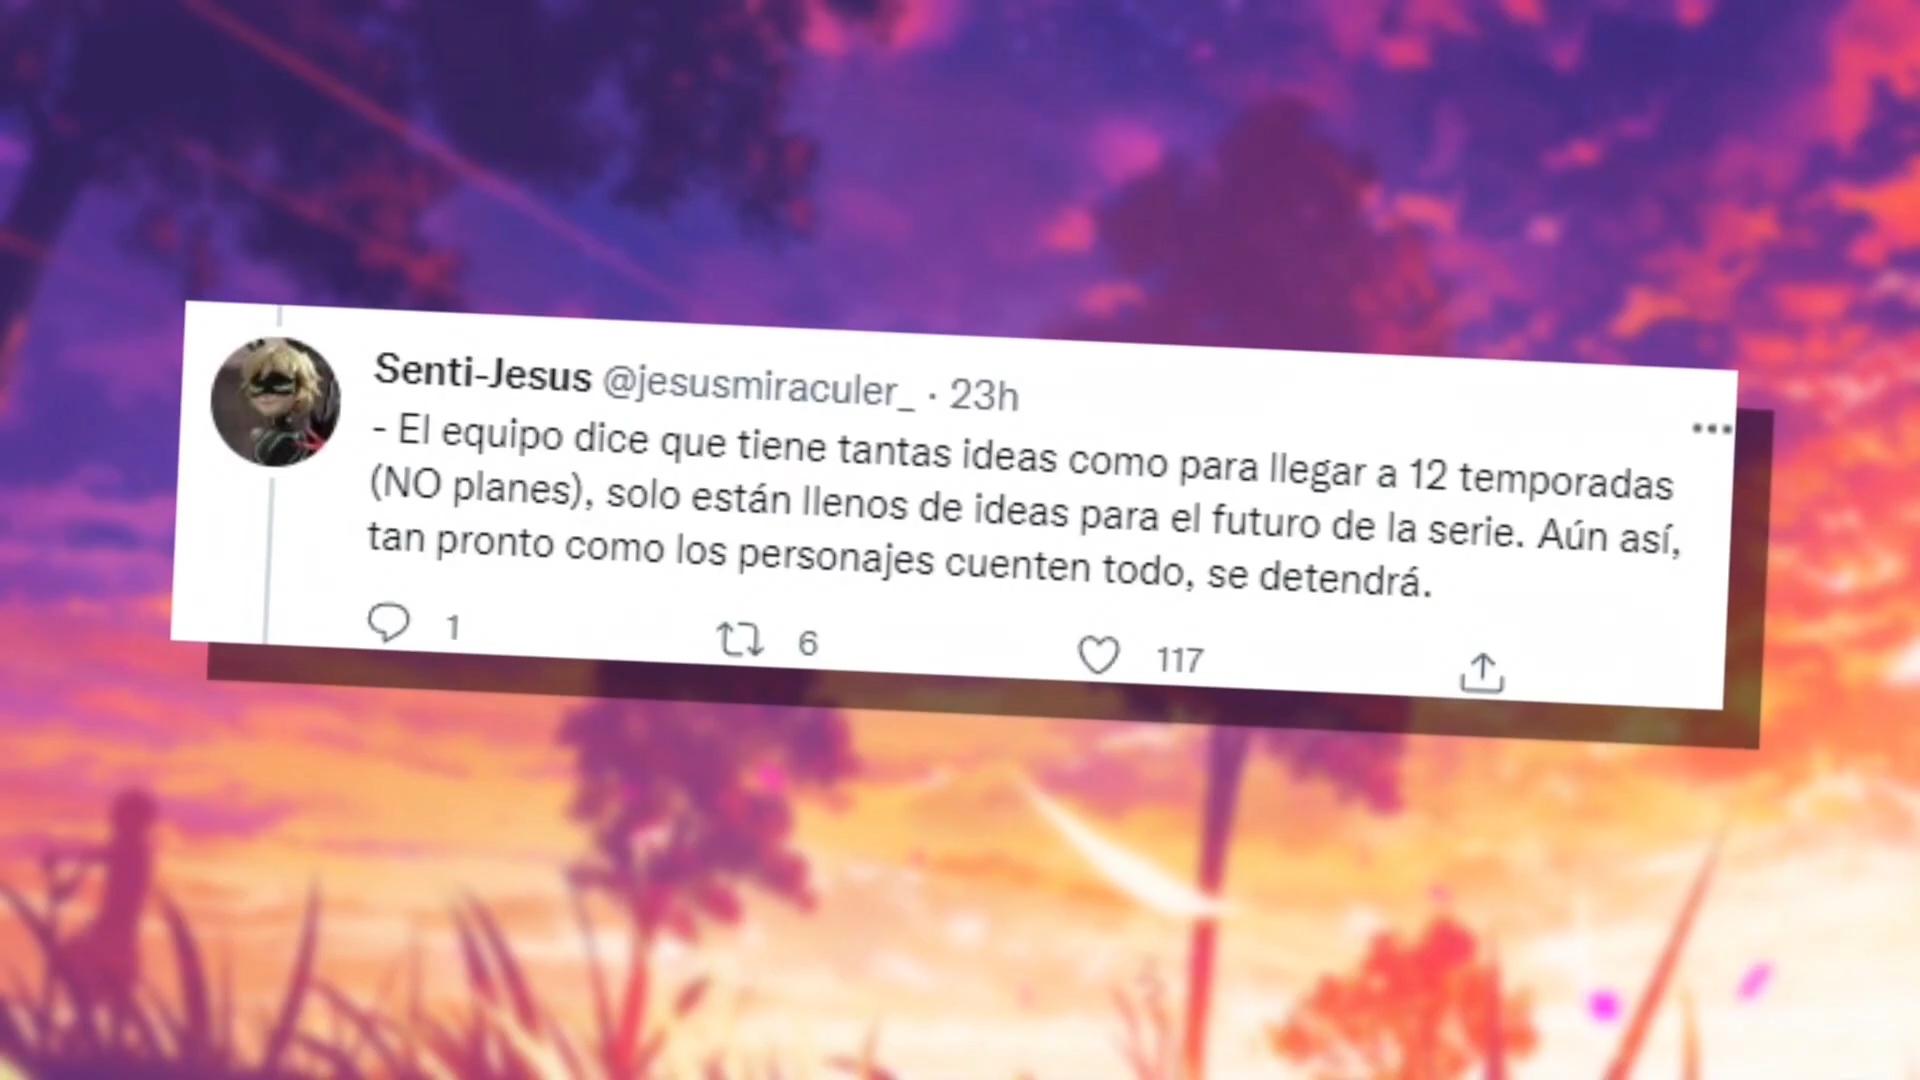 Senti-Jesus @jesusmiraculer_ · 23h
- El equipo dice que tiene tantas ideas como para llegar a 12 temporadas
(NO planes), solo están llenos de ideas para el futuro de la serie. Aún así,
tan pronto como los personajes cuenten todo, se detendrá.
1 6 117